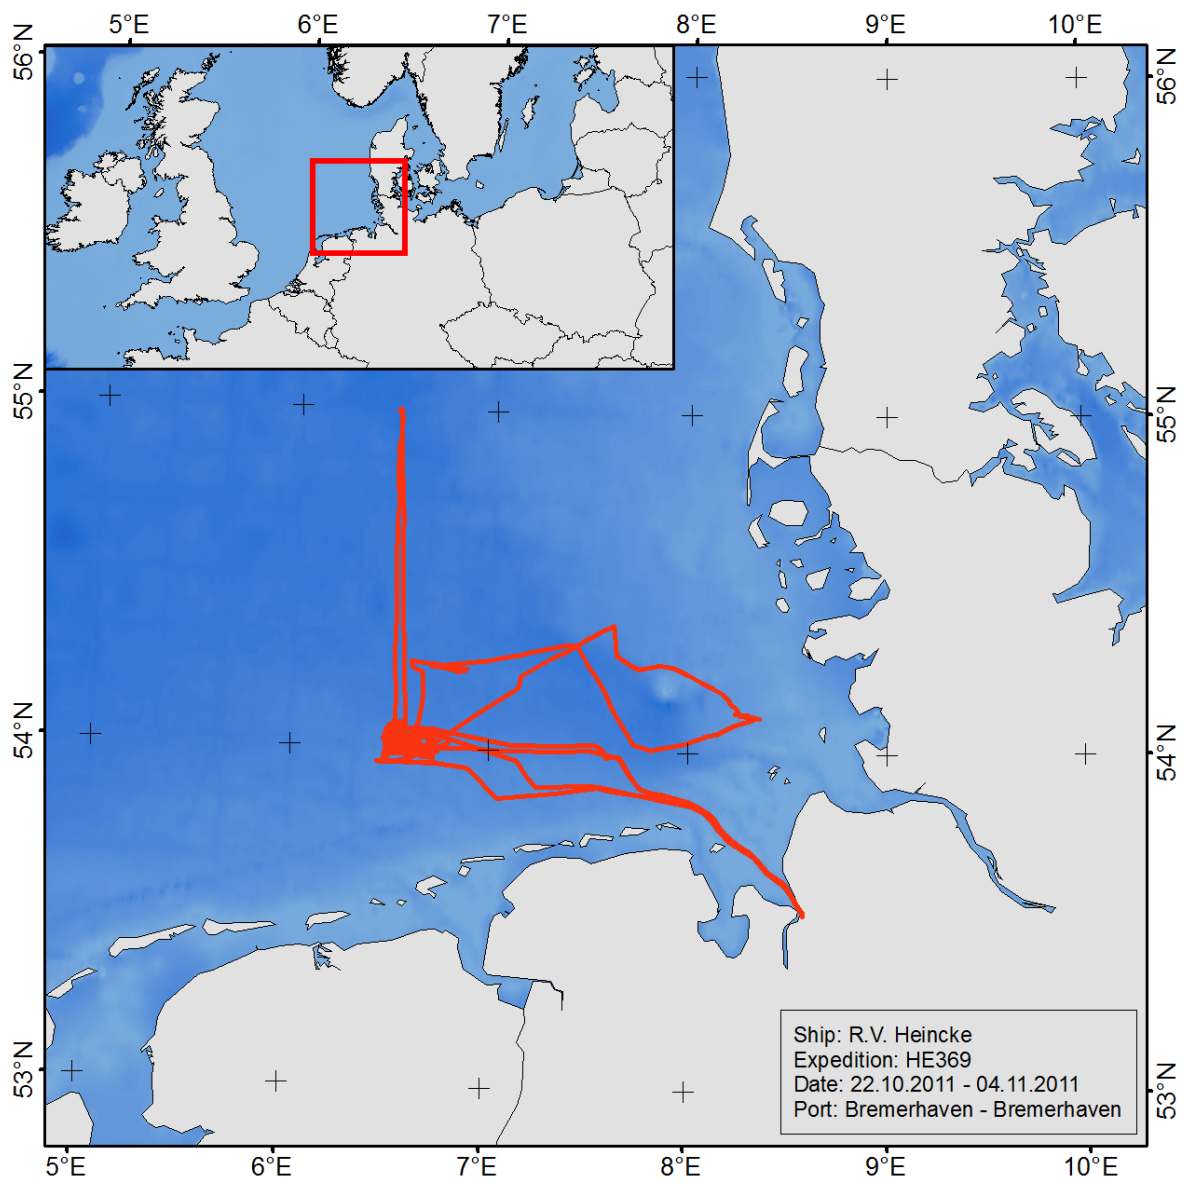 5°E 6°E 7°E 8°E 9°E 10°E
56°N 56°N
55°N 55°N
54°N 54°N
53°N 53°N
Ship: R.V. Heincke
Expedition: HE369
Date: 22.10.2011 - 04.11.2011
Port: Bremerhaven - Bremerhaven
5°E 6°E 7°E 8°E 9°E 10°E